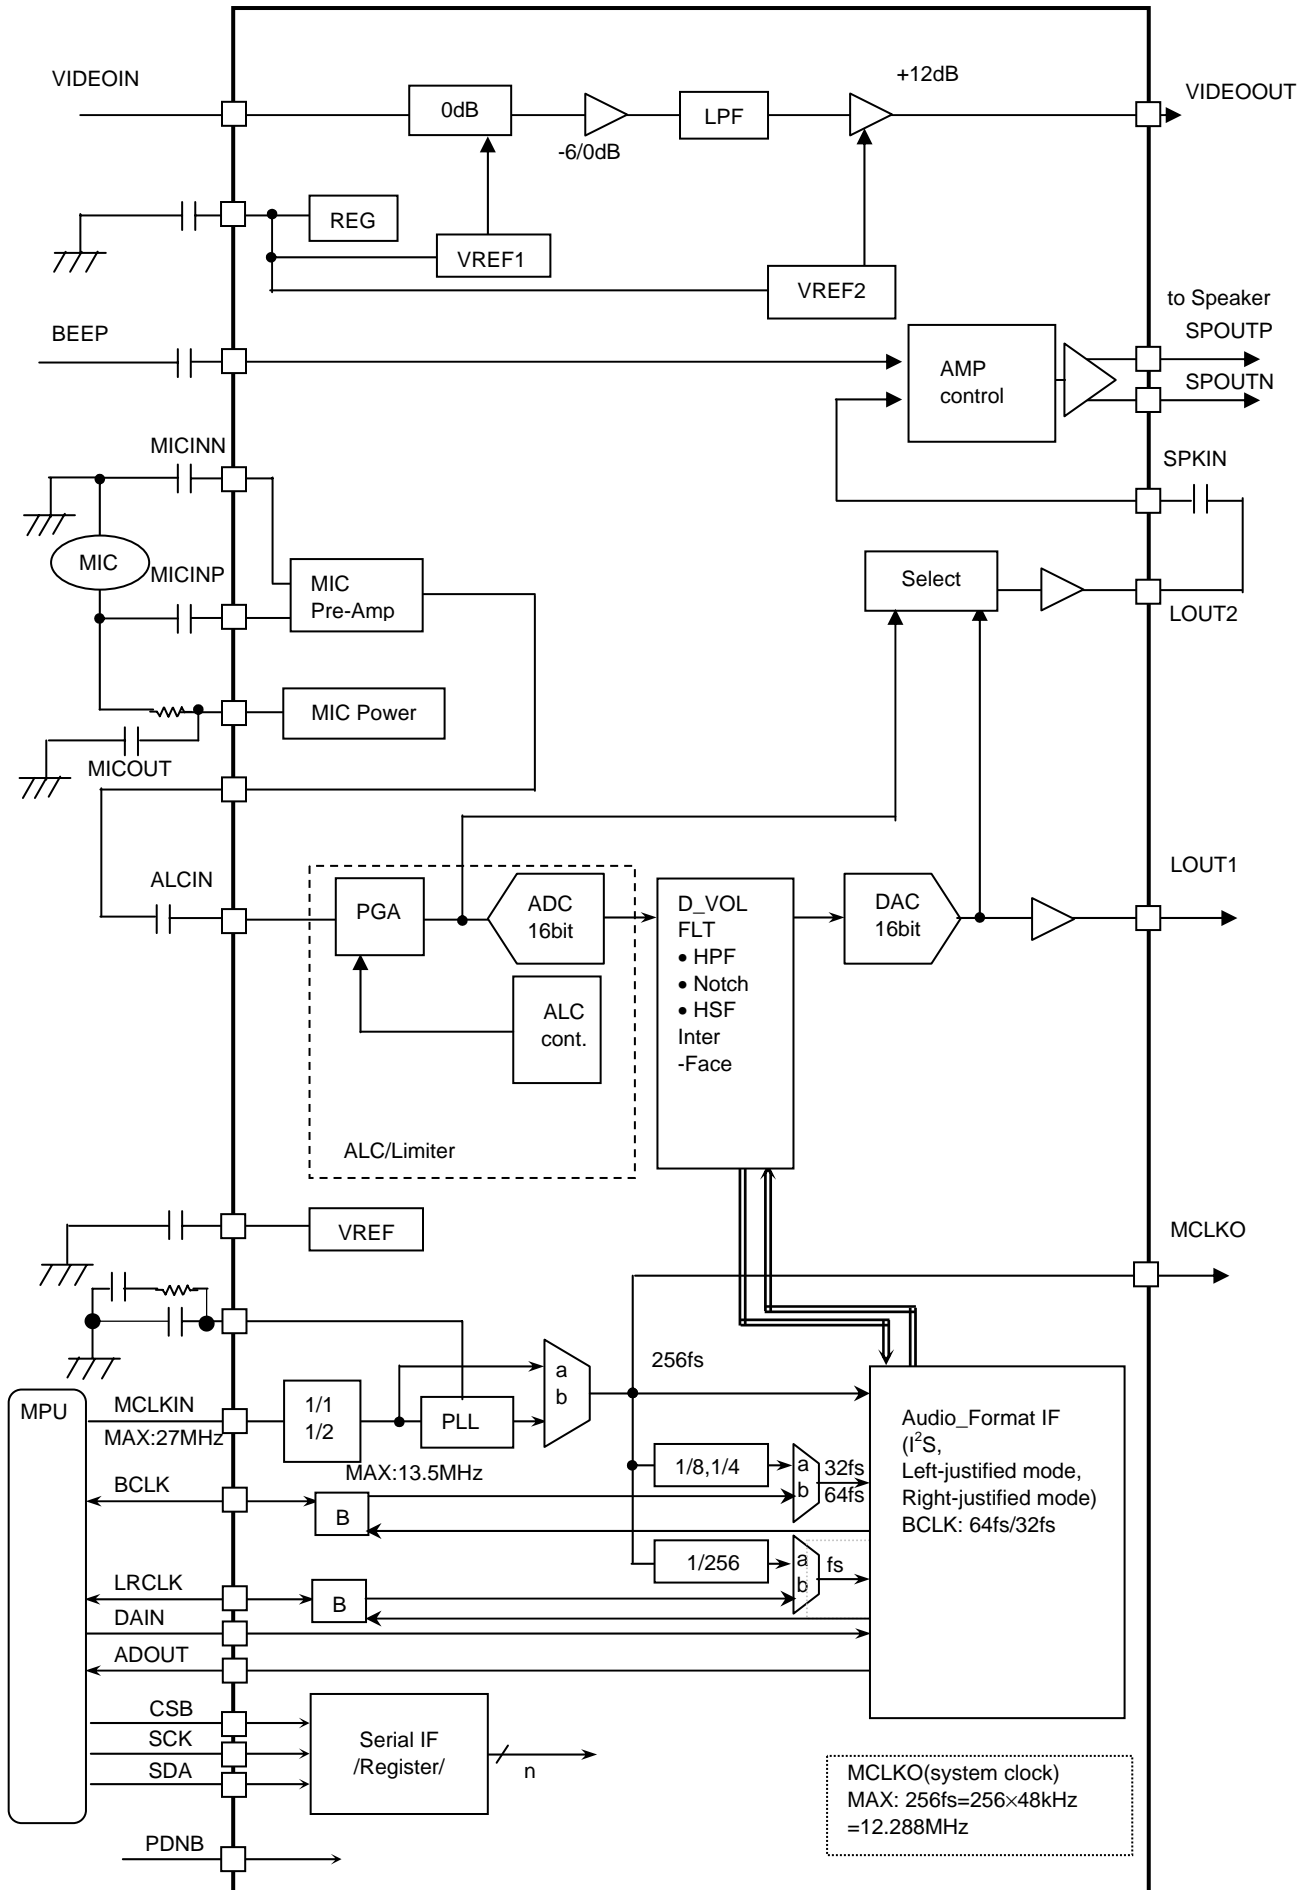 VIDEOIN
+12dB
VIDEOOUT
0dB
LPF
-6/0dB
REG
VREF1
VREF2
to Speaker
SPOUTP
BEEP
AMP
control
SPOUTN
MICINN
SPKIN
MIC
MICINP
MIC
Pre-Amp
Select
LOUT2
MIC Power
MICOUT
ALCIN
LOUT1
PGA
ADC
16bit
D_VOL
FLT
• HPF
• Notch
• HSF
Inter
-Face
DAC
16bit
ALC
cont.
ALC/Limiter
VREF
MCLKO
256fs
a
b
MPU
MCLKIN
MAX:27MHz
1/1
1/2
PLL
MAX:13.5MHz
Audio_Format IF
(I²S,
Left-justified mode,
Right-justified mode)
BCLK: 64fs/32fs
1/8,1/4
a
b
32fs
64fs
BCLK
B
1/256
a
b
fs
LRCLK
B
DAIN
ADOUT
CSB
SCK
SDA
Serial IF
/Register/
n
MCLKO(system clock)
MAX: 256fs=256×48kHz
=12.288MHz
PDNB